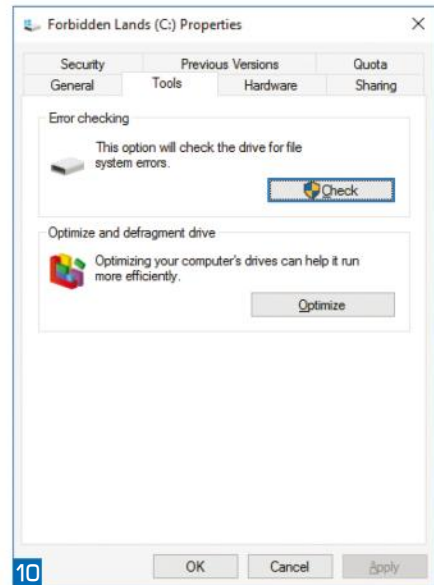 Forbidden Lands (C:) Properties
Security Previous Versions Quota
General Tools Hardware Sharing
Error checking
This option will check the drive for file
system errors.
Check
Optimize and defragment drive
Optimizing your computer's drives can help it run
more efficiently.
Optimize
10
OK Cancel Apply